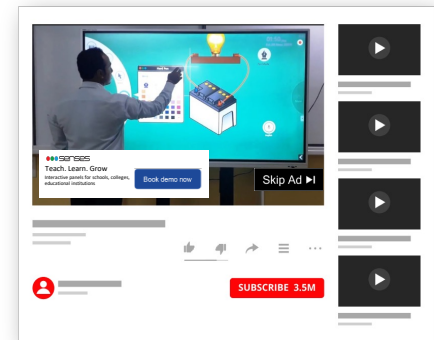 senses
Teach. Learn. Grow
Interactive panels for schools, colleges,
educational institutions
Book demo now
Skip Ad
SUBSCRIBE 3.5M